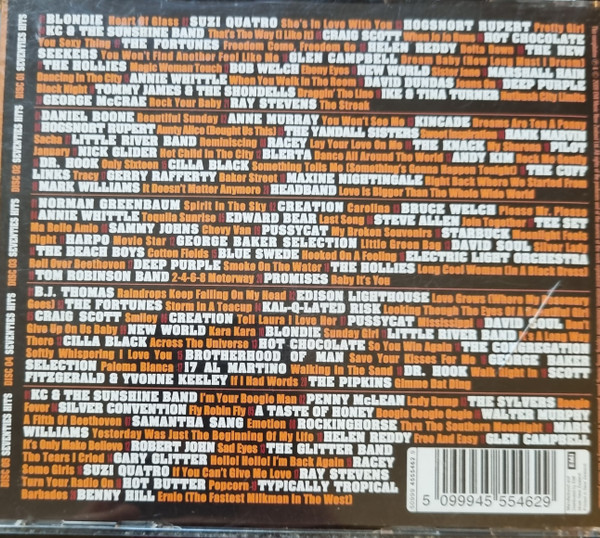 BLONDIE Heart Of Glass SUZI QUATRO She's In Love With You HOGSNORT RUPERT Pretty Girl
KC & THE SUNSHINE BAND That's The Way (I Like It) CRAIG SCOTT When Jo Jo Runs HOT CHOCOLATE
You Sexy Thing THE FORTUNES Freedom Come, Freedom Go HELEN REDDY Delta Dawn THE NEW
SEEKERS You Won't Find Another Fool Like Me GLEN CAMPBELL Dream Baby (How Long Must I Dream)
THE HOLLIES Magic Woman Touch BOB WELCH Ebony Eyes NEW WORLD Sister Jane MARSHALL HAIN
Dancing In The City ANNIE WHITTLE When You Walk In The Room Jeans On DEEP PURPLE
Black Night TOMMY JAMES & THE SHONDELLS Draggin' The Line IKE & TINA TURNER Nutbush City Limits
GEORGE McCRAE Rock Your Baby RAY STEVENS The Streak
DANIEL BOONE Beautiful Sunday ANNE MURRAY You Won't See Me KINCADE Dreams Are Ten A Penny
HOGSNORT RUPERT Aunty Alice (Bought Us This) THE YANDALL SISTERS Sweet Inspiration HANK MARVIN
Sacha LITTLE RIVER BAND Reminiscing RACEY Lay Your Love On Me THE KNACK My Sharona PILOT
January REX GLIDER Not Child In The City BLERTA Dance All Around The World ANDY KIM Rock Me Gently
DR. HOOK Only Sixteen CILLA BLACK Something Tells Me (Something's Gonna Happen Tonight) THE CUFF
LINKS Tracy GERRY RAFFERTY Baker Street MAXINE NIGHTINGALE Right Back Where We Started From
MARK WILLIAMS It Doesn't Matter Anymore HEADBAND Love Is Bigger Than The Whole Wide World
NORMAN GREENBAUM Spirit In The Sky CREATION Carolina BRUCE WELCH Please Mr. Please
ANNIE WHITTLE Tequila Sunrise EDWARD BEAR Last Song STEVE ALLEN TEE SET
Ma Belle Amie SAMMY JOHNS Chevy Van PUSSYCAT My Broken Souvenirs STARBUCK
Right HARPO Movie Star GEORGE BAKER SELECTION Little Green Bag DAVID SOUL Silver Lady
THE BEACH BOYS Cotton Fields BLUE SWEDE Hooked On A Feeling ELECTRIC LIGHT ORCHESTRA
Roll Over Beethoven DEEP PURPLE Smoke On The Water THE HOLLIES Long Cool Woman (In A Black Dress)
TOM ROBINSON BAND 2-4-6-8 Motorway PROMISES Baby It's You
B.J. THOMAS Raindrops Keep Falling On My Head EDISON LIGHTHOUSE Love Grows (Where My Rosemary
Goes) THE FORTUNES Storm In A Teacup KAL-Q-LATED RISK Looking Through The Eyes Of A Beautiful Girl
CRAIG SCOTT Smiley CREATION Tell Laura I Love Her PUSSYCAT Mississippi DAVID SOUL Don't
Give Up On Us Baby NEW WORLD Kara Kara BLONDIE Sunday Girl LITTLE RIVER BAND
There CILLA BLACK Across The Universe HOT CHOCOLATE So You Win Again THE
Softly Whispering I Love You BROTHERHOOD OF MAN Save Your Kisses For Me GEORGE BAKER
SELECTION Paloma Blanca AL MARTINO Walking In The Sand DR. HOOK Walk Right In SCOTT
FITZGERALD & YVONNE KEELEY If I Had Words THE PIPKINS Gimme Dat Ding
KC & THE SUNSHINE BAND I'm Your Boogie Man PENNY McLEAN Lady Bump THE SYLVERS Boogie
Fever SILVER CONVENTION Fly Robin Fly A TASTE OF HONEY Boogie Ooogie Oogie WALTER MURPHY
A Fifth Of Beethoven SAMANTHA SANG Emotion ROCKINGHORSE Thru The Southern Moonlight MARK
WILLIAMS Yesterday Was Just The Beginning Of My Life HELEN REDDY Free And Easy GLEN CAMPBELL
It's Only Make Believe ROBERT JOHN Sad Eyes THE GLITTER BAND
The Tears I Cried GARY GLITTER Hello! Hello! I'm Back Again RACEY
Some Girls SUZI QUATRO If You Can't Give Me Love RAY STEVENS
Turn Your Radio On HOT BUTTER Popcorn TYPICALLY TROPICAL
Barbados BENNY HILL Ernie (The Fastest Milkman In The West)
DISC 01 SEVENTIES HITS
DISC 02 SEVENTIES HITS
DISC 03 SEVENTIES HITS
DISC 04 SEVENTIES HITS
DISC 05 SEVENTIES HITS
EMI
5 099945 554629